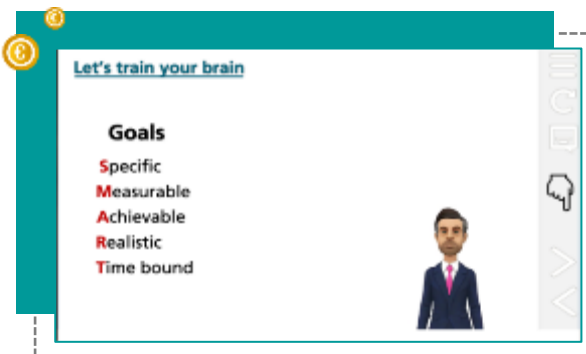 Let's train your brain
Goals
Specific
Measurable
Achievable
Realistic
Time bound